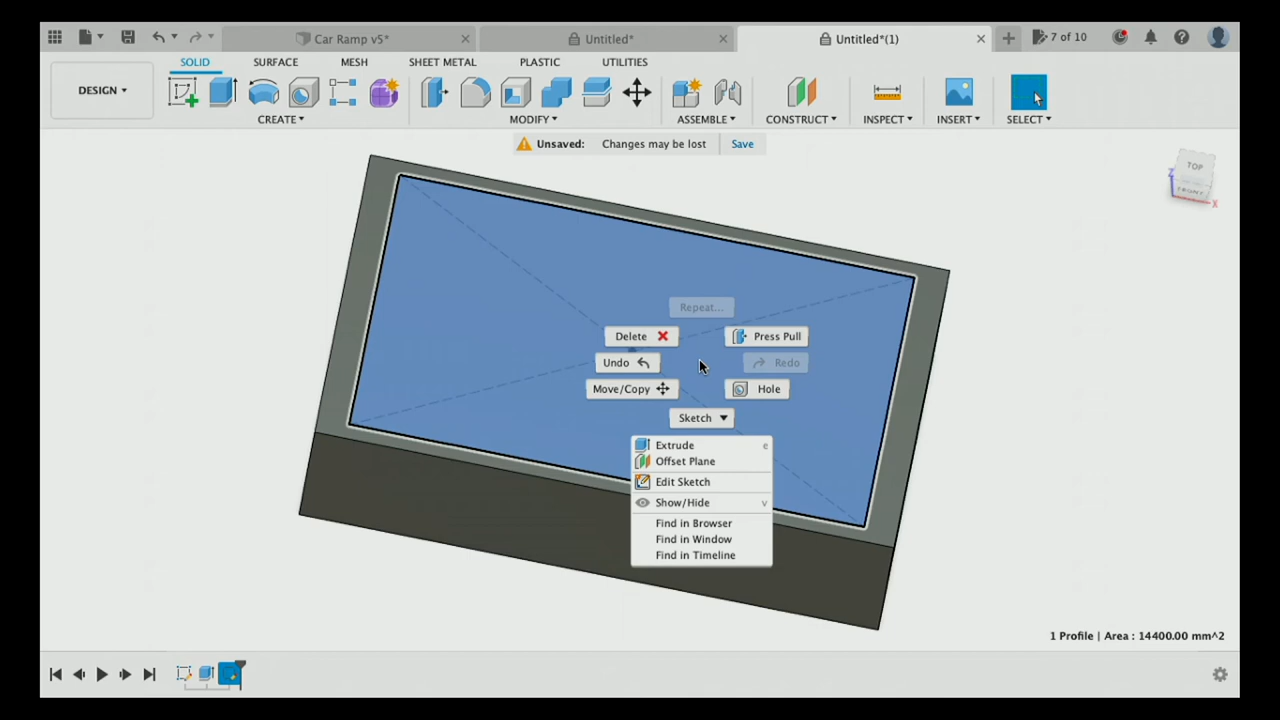 Car Ramp v5*
Untitled*
Untitled*(1)
7 of 10
SOLID
SURFACE
MESH
SHEET METAL
PLASTIC
UTILITIES
DESIGN
CREATE
MODIFY
ASSEMBLE
CONSTRUCT
INSPECT
INSERT
SELECT
Unsaved: Changes may be lost Save
TOP
FRONT
Z
X
Repeat...
Delete
Press Pull
Undo
Redo
Move/Copy
Hole
Sketch
Extrude e
Offset Plane
Edit Sketch
Show/Hide v
Find in Browser
Find in Window
Find in Timeline
1 Profile | Area : 14400.00 mm^2